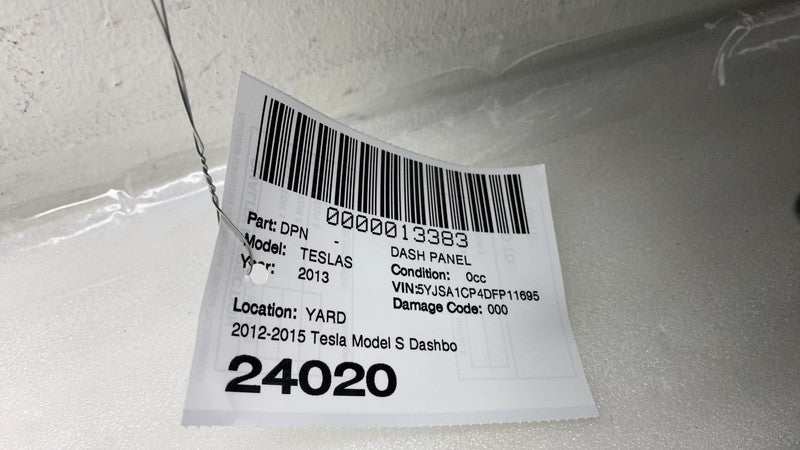 0000013383
Part: DPN - DASH PANEL
Model: TESLAS Condition: 0cc
Year: 2013 VIN:5YJSA1CP4DFP11695
Damage Code: 000
Location: YARD
2012-2015 Tesla Model S Dashbo
24020